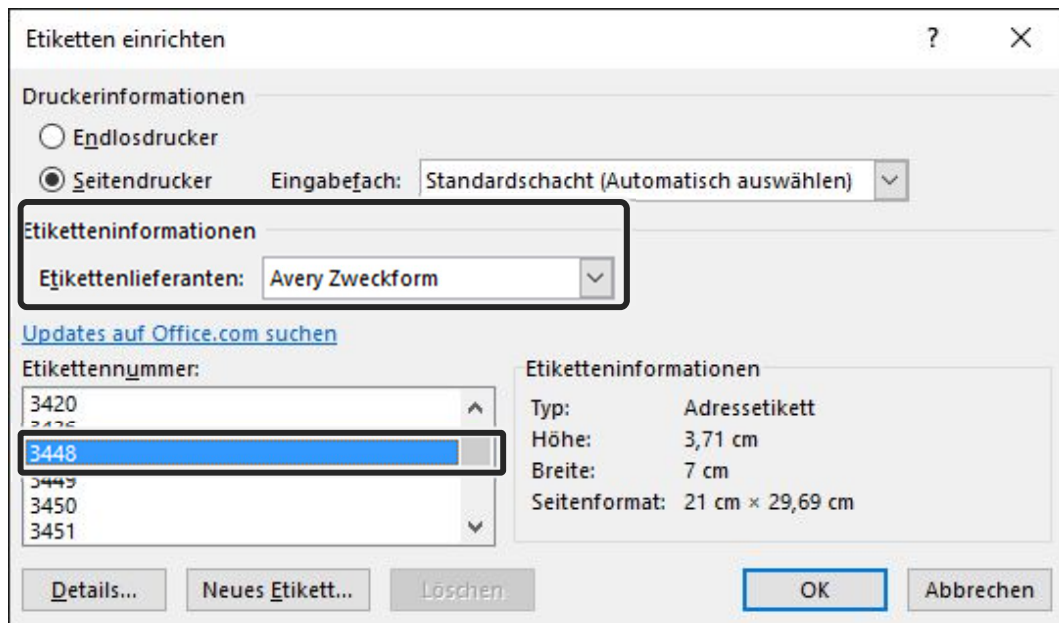 Etiketten einrichten ?
Druckerinformationen
Endlosdrucker
Seitendrucker Eingabefach: Standardschacht (Automatisch auswählen)
Etiketteninformationen
Etikettenlieferanten: Avery Zweckform
Updates auf Office.com suchen
Etikettennummer: Etiketteninformationen
3420 Typ: Adressetikett
3448 Höhe: 3,71 cm
3449 Breite: 7 cm
3450 Seitenformat: 21 cm × 29,69 cm
3451
Details... Neues Etikett... Löschen OK Abbrechen